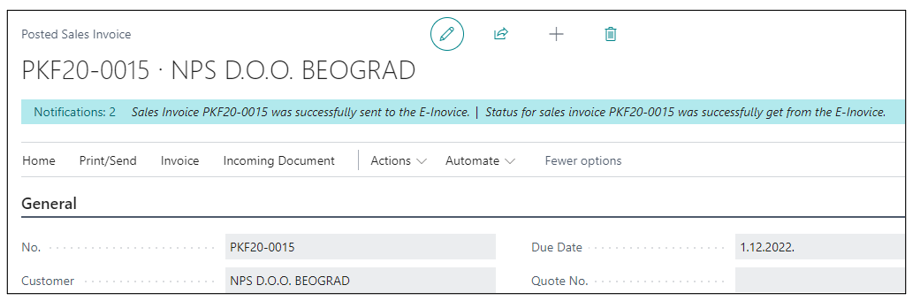 Posted Sales Invoice
PKF20-0015 · NPS D.O.O. BEOGRAD
Notifications: 2 Sales Invoice PKF20-0015 was successfully sent to the E-Inovice. | Status for sales invoice PKF20-0015 was successfully get from the E-Inovice.
Home Print/Send Invoice Incoming Document Actions Automate Fewer options
General
No. PKF20-0015 Due Date 1.12.2022.
Customer NPS D.O.O. BEOGRAD Quote No.